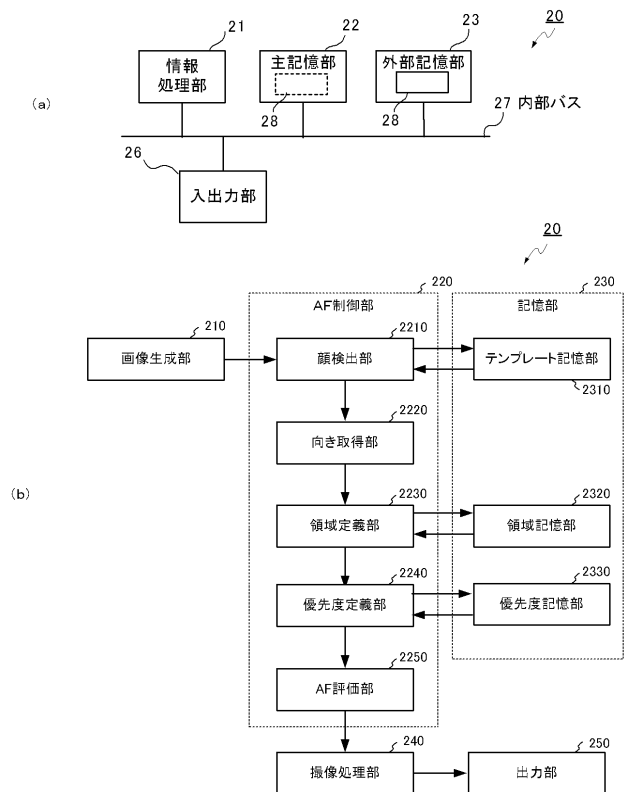 20
21
22
23
情報
処理部
主記憶部
外部記憶部
28
28
(a)
27 内部バス
26
入出力部
20
220
230
AF制御部
記憶部
210
2210
画像生成部
顔検出部
テンプレート記憶部
2310
2220
向き取得部
(b)
2230
2320
領域定義部
領域記憶部
2240
2330
優先度定義部
優先度記憶部
2250
AF評価部
240
250
撮像処理部
出力部